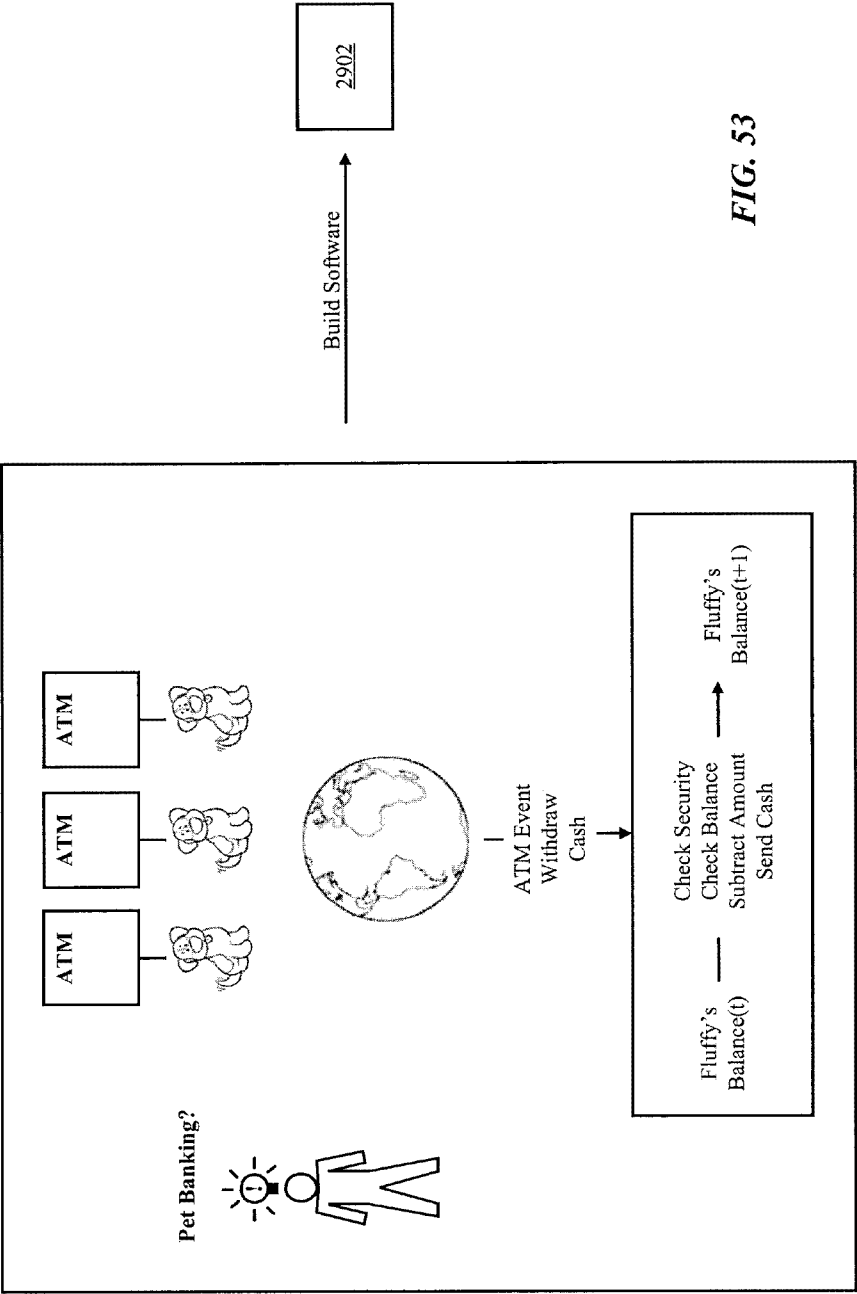 Pet Banking?
ATM
ATM
ATM
ATM Event
Withdraw
Cash
Fluffy's
Balance(t)
Check Security
Check Balance
Subtract Amount
Send Cash
Fluffy's
Balance(t+1)
Build Software
2902
!
FIG. 53